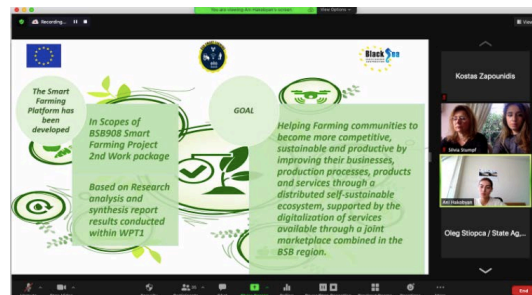 You are viewing Ani Hakobyan's screen
View Options
Recording...
View
Black Sea
The Smart
Farming
Platform has
been
developed
In Scopes of
BSB908 Smart
Farming Project
2nd Work package
Based on Research
analysis and
synthesis report
results conducted
within WPT1
GOAL
Helping Farming communities to
become more competitive,
sustainable and productive by
improving their businesses,
production processes, products
and services through a
distributed self-sustainable
ecosystem, supported by the
digitalization of services
available through a joint
marketplace combined in the
BSB region.
Kostas Zapounidis
Silvia Stumpf
Ani Hakobyan
Oleg Stiopca / State Ag,...
End